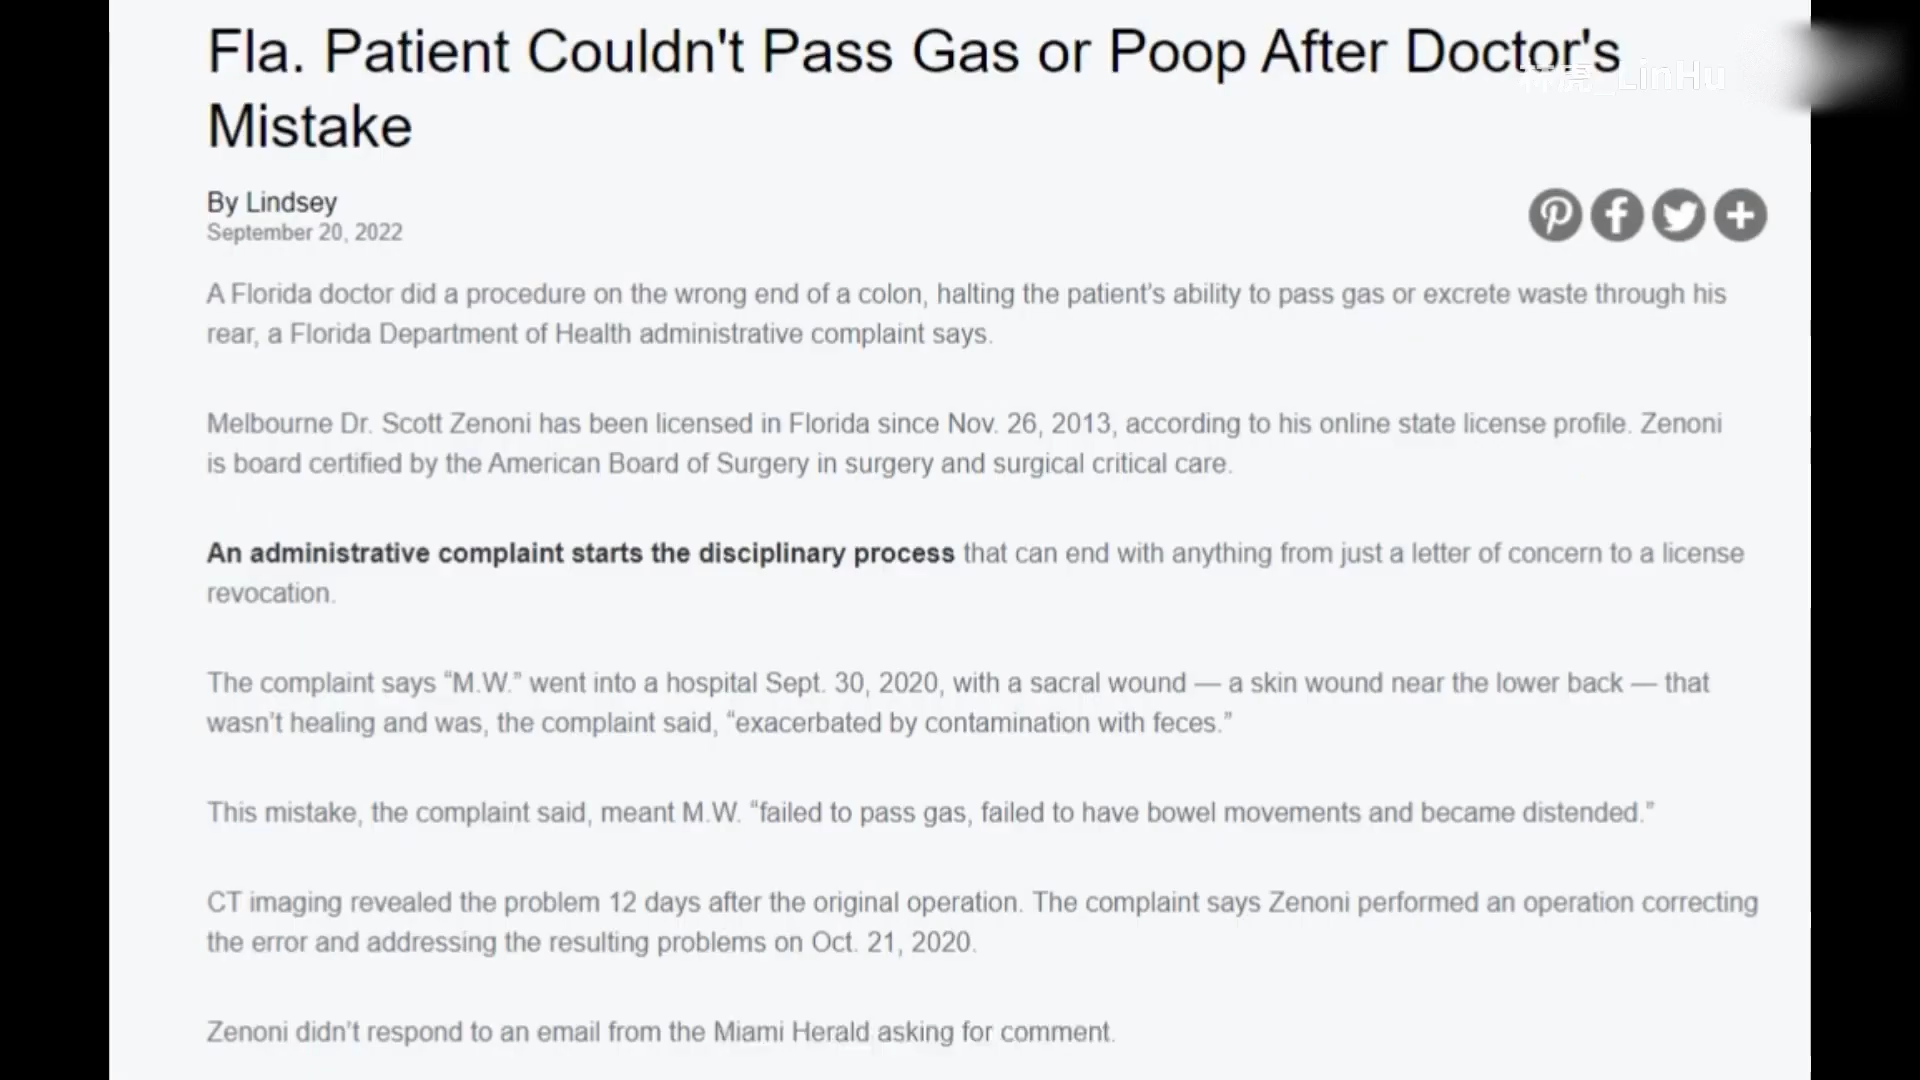 Fla. Patient Couldn't Pass Gas or Poop After Doctor's
Mistake
LinHu
By Lindsey
September 20, 2022
A Florida doctor did a procedure on the wrong end of a colon, halting the patient's ability to pass gas or excrete waste through his
rear, a Florida Department of Health administrative complaint says.
Melbourne Dr. Scott Zenoni has been licensed in Florida since Nov. 26, 2013, according to his online state license profile. Zenoni
is board certified by the American Board of Surgery in surgery and surgical critical care.
An administrative complaint starts the disciplinary process that can end with anything from just a letter of concern to a license
revocation.
The complaint says “M.W.” went into a hospital Sept. 30, 2020, with a sacral wound — a skin wound near the lower back — that
wasn’t healing and was, the complaint said, “exacerbated by contamination with feces.”
This mistake, the complaint said, meant M.W. “failed to pass gas, failed to have bowel movements and became distended.”
CT imaging revealed the problem 12 days after the original operation. The complaint says Zenoni performed an operation correcting
the error and addressing the resulting problems on Oct. 21, 2020.
Zenoni didn’t respond to an email from the Miami Herald asking for comment.